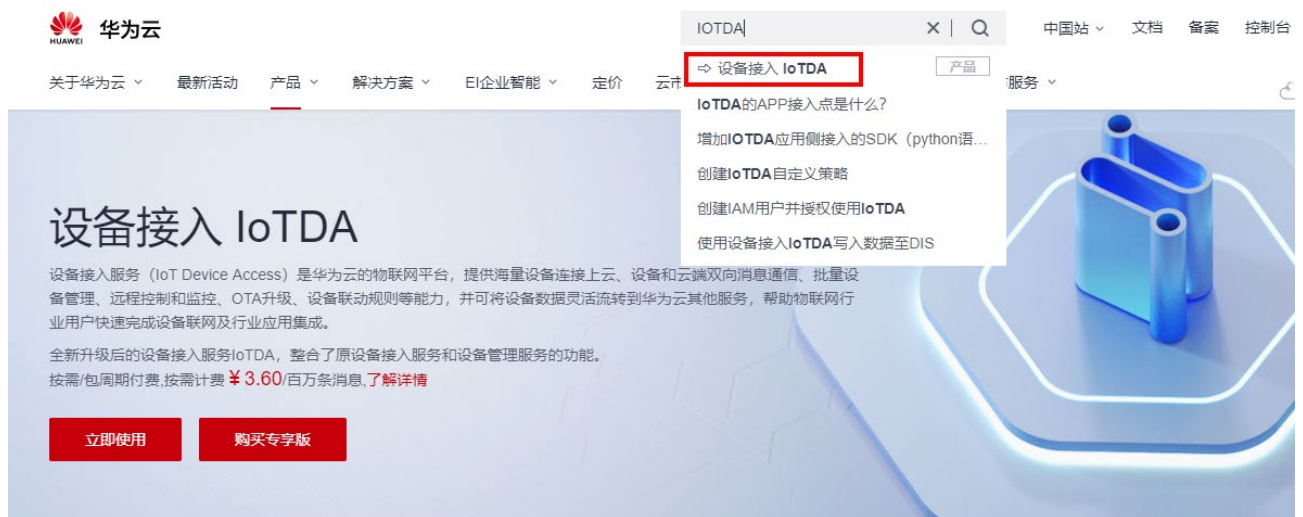 HUAWEI
华为云
IOTDA
中国站
文档
备案
控制台
关于华为云
最新活动
产品
解决方案
EI企业智能
定价
云市
服务
⇨ 设备接入 IoTDA
产品
IoTDA的APP接入点是什么?
增加IOTDA应用侧接入的SDK（python语...
创建IoTDA自定义策略
创建IAM用户并授权使用IoTDA
使用设备接入IoTDA写入数据至DIS
设备接入 IoTDA
设备接入服务（IoT Device Access）是华为云的物联网平台，提供海量设备连接上云、设备和云端双向消息通信、批量设
备管理、远程控制和监控、OTA升级、设备联动规则等能力，并可将设备数据灵活流转到华为云其他服务，帮助物联网行
业用户快速完成设备联网及行业应用集成。
全新升级后的设备接入服务IoTDA，整合了原设备接入服务和设备管理服务的功能。
按需/包周期付费,按需计费 ¥ 3.60/百万条消息,了解详情
立即使用
购买专享版